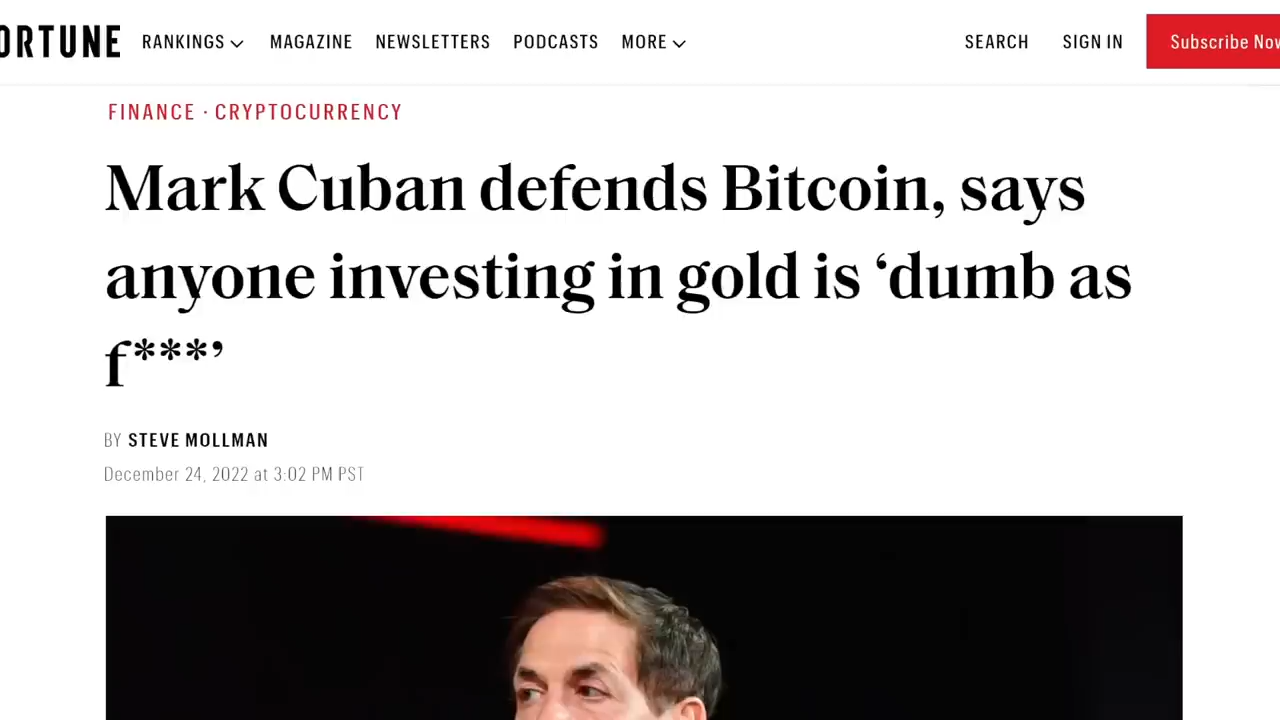 ORTUNE RANKINGS MAGAZINE NEWSLETTERS PODCASTS MORE SEARCH SIGN IN Subscribe Now
FINANCE · CRYPTOCURRENCY
Mark Cuban defends Bitcoin, says
anyone investing in gold is ‘dumb as
f***’
BY STEVE MOLLMAN
December 24, 2022 at 3:02 PM PST